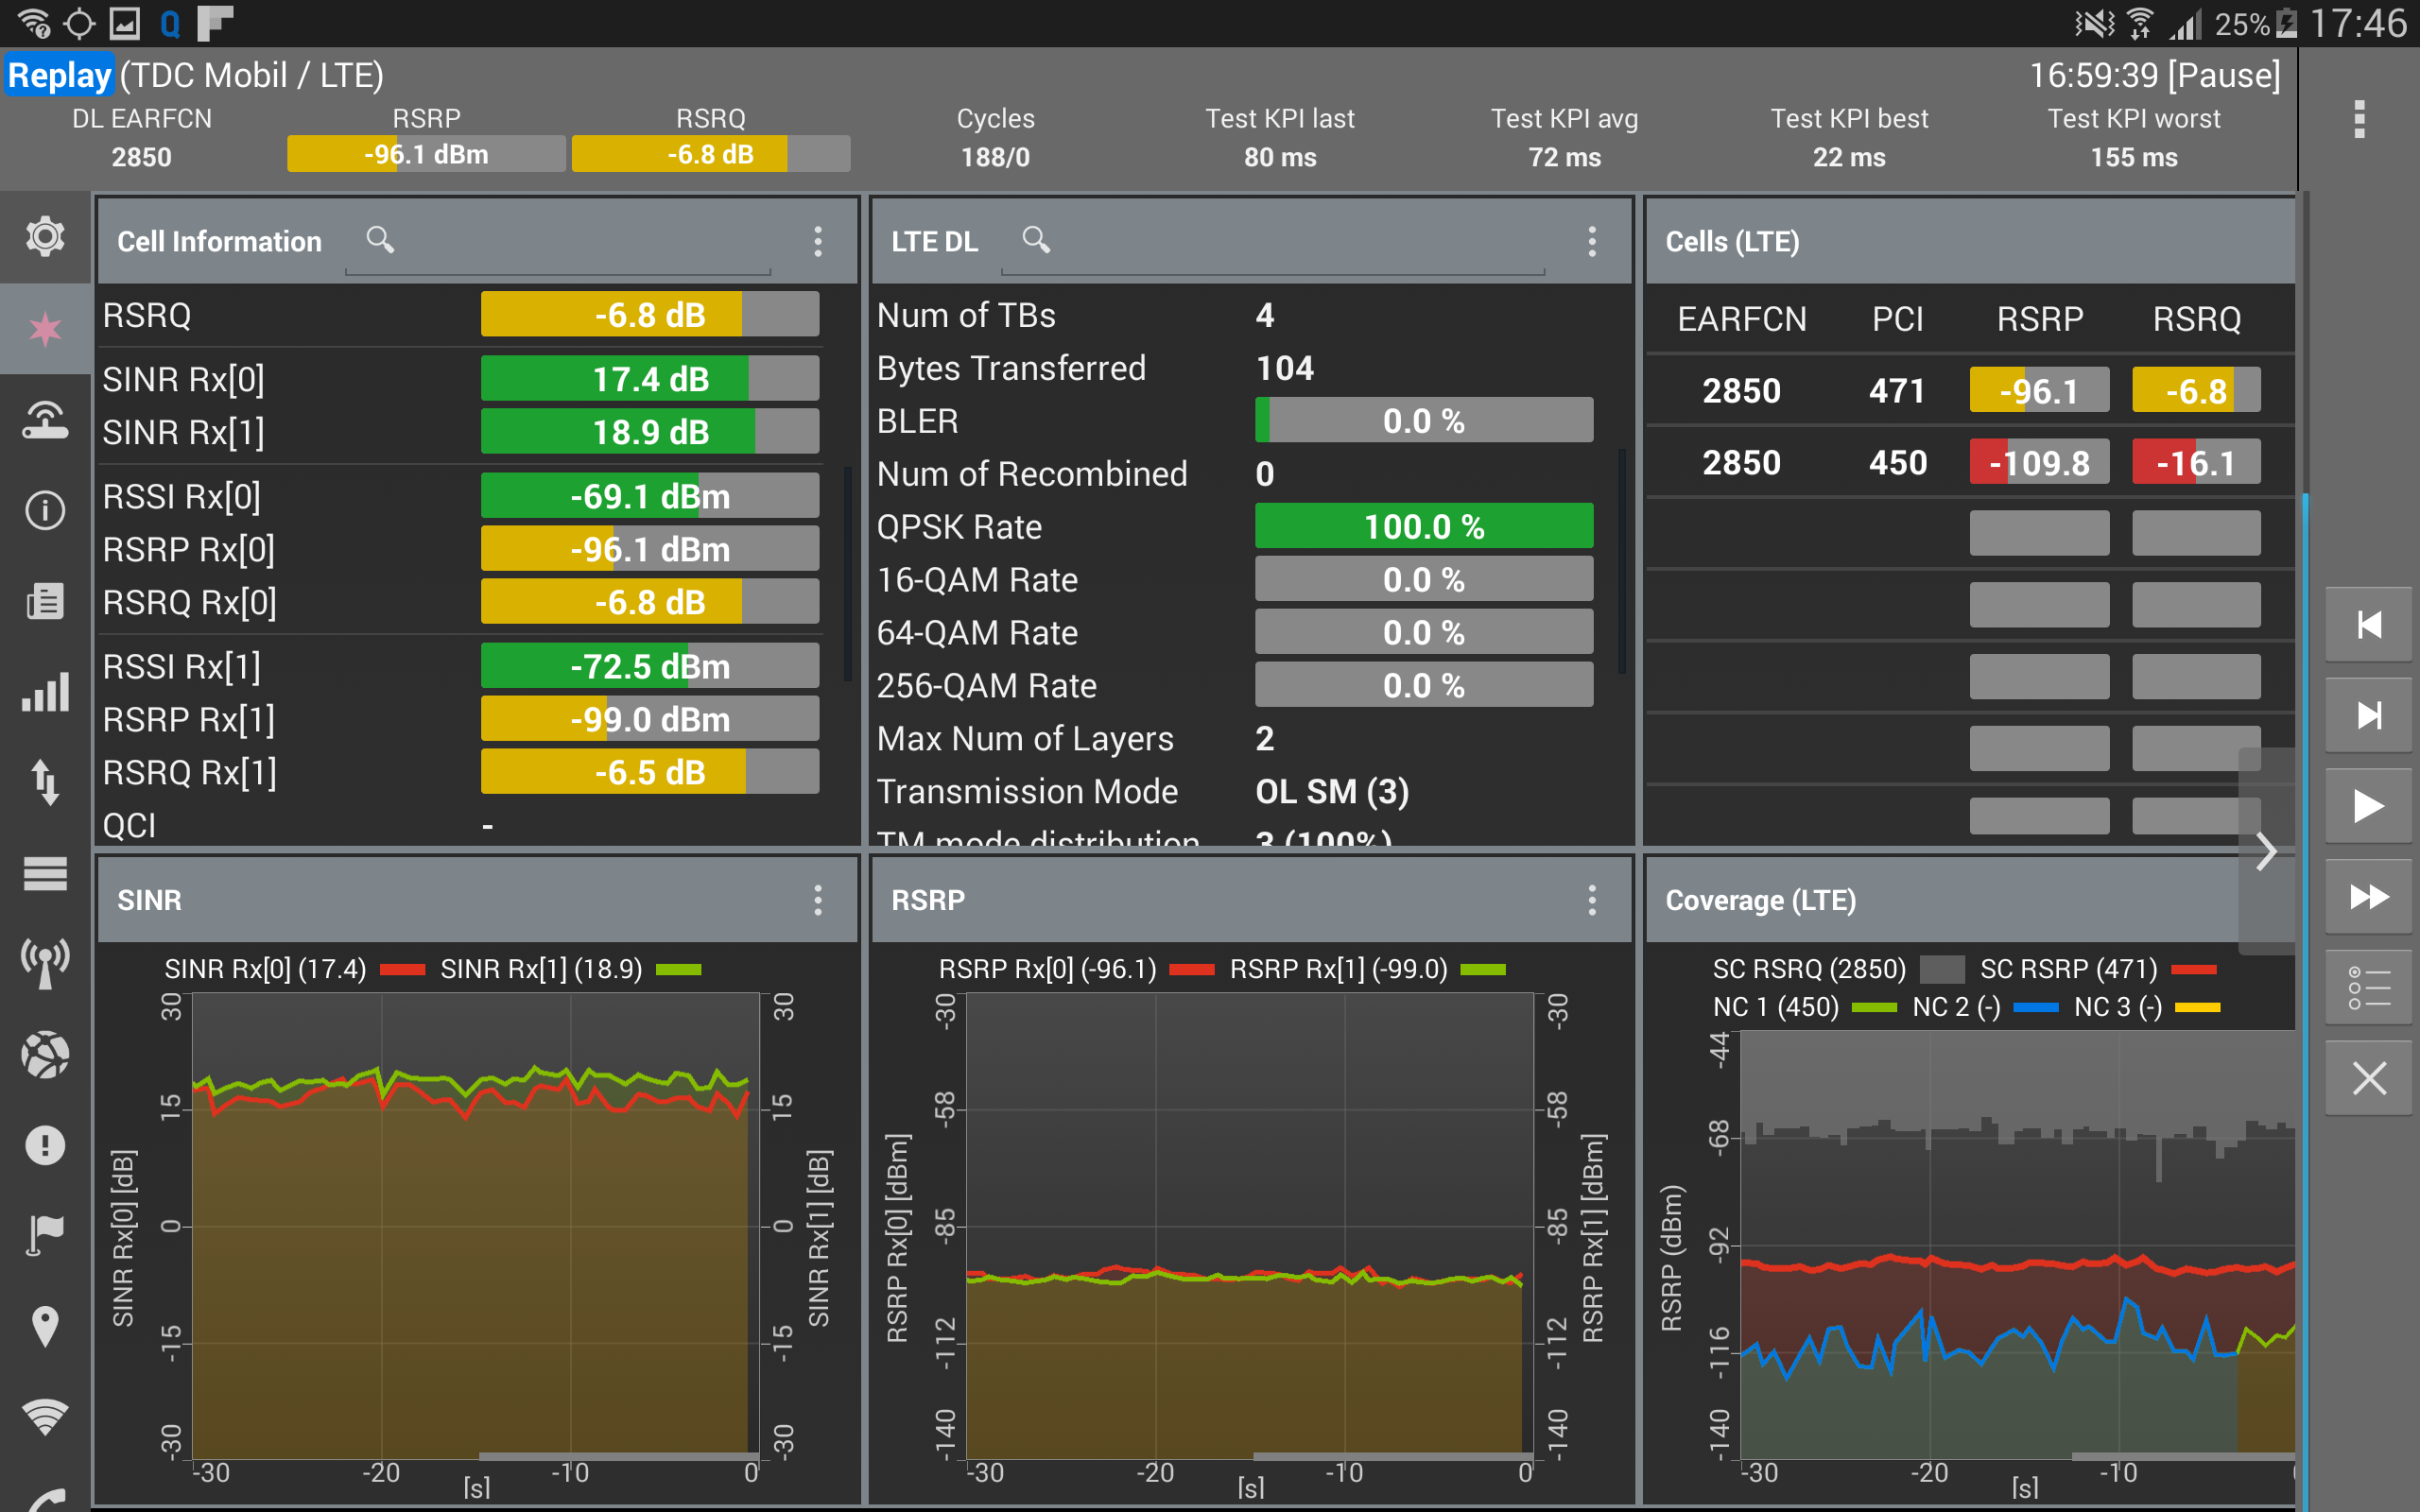 25% 17:46
Replay (TDC Mobil / LTE) 16:59:39 [Pause]
DL EARFCN RSRP RSRQ Cycles Test KPI last Test KPI avg Test KPI best Test KPI worst
2850 -96.1 dBm -6.8 dB 188/0 80 ms 72 ms 22 ms 155 ms
Cell Information
RSRQ -6.8 dB
SINR Rx[0] 17.4 dB
SINR Rx[1] 18.9 dB
RSSI Rx[0] -69.1 dBm
RSRP Rx[0] -96.1 dBm
RSRQ Rx[0] -6.8 dB
RSSI Rx[1] -72.5 dBm
RSRP Rx[1] -99.0 dBm
RSRQ Rx[1] -6.5 dB
QCI -
LTE DL
Num of TBs 4
Bytes Transferred 104
BLER 0.0 %
Num of Recombined 0
QPSK Rate 100.0 %
16-QAM Rate 0.0 %
64-QAM Rate 0.0 %
256-QAM Rate 0.0 %
Max Num of Layers 2
Transmission Mode OL SM (3)
TM mode distribution 3 (100%)
Cells (LTE)
EARFCN PCI RSRP RSRQ
2850 471 -96.1 -6.8
2850 450 -109.8 -16.1
SINR
SINR Rx[0] (17.4) SINR Rx[1] (18.9)
30 15 0 -15 -30
SINR Rx[0] [dB]
30 15 0 -15 -30
SINR Rx[1] [dB]
-30 -20 -10 0
[s]
RSRP
RSRP Rx[0] (-96.1) RSRP Rx[1] (-99.0)
-30 -58 -85 -112 -140
RSRP Rx[0] [dBm]
-30 -58 -85 -112 -140
RSRP Rx[1] [dBm]
-30 -20 -10 0
[s]
Coverage (LTE)
SC RSRQ (2850) SC RSRP (471)
NC 1 (450) NC 2 (-) NC 3 (-)
-44 -68 -92 -116 -140
RSRP (dBm)
-30 -20 -10
[s]